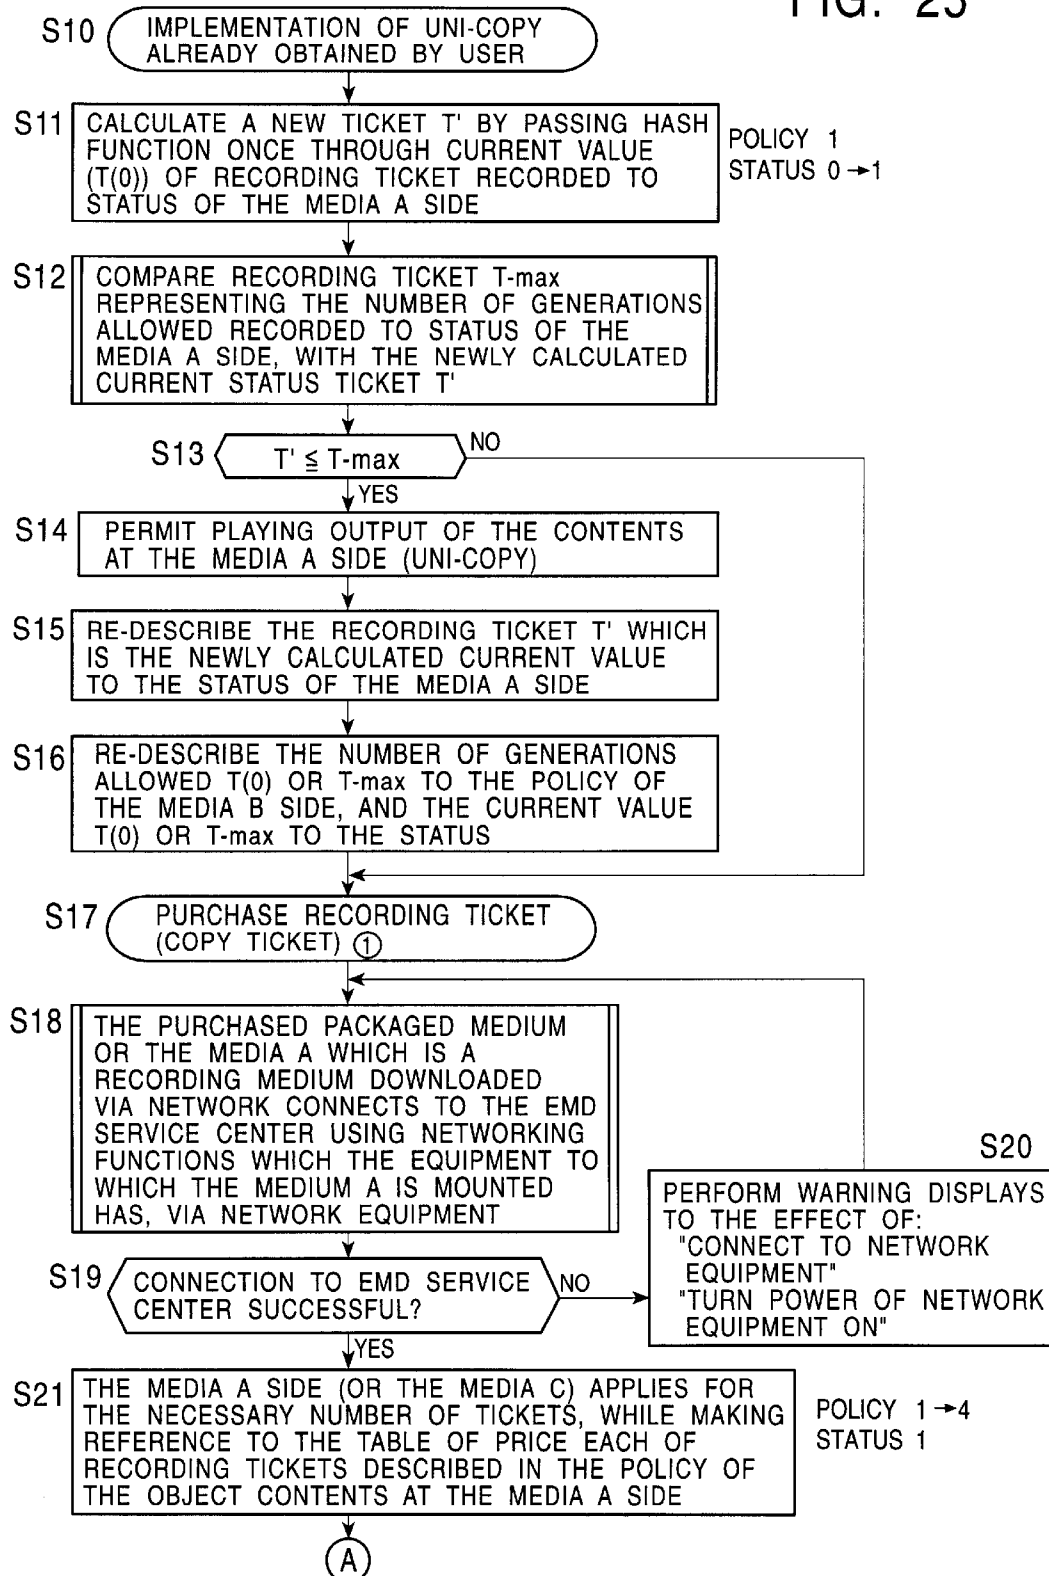 FIG. 25
S10
IMPLEMENTATION OF UNI-COPY
ALREADY OBTAINED BY USER
S11
CALCULATE A NEW TICKET T' BY PASSING HASH
FUNCTION ONCE THROUGH CURRENT VALUE
(T(0)) OF RECORDING TICKET RECORDED TO
STATUS OF THE MEDIA A SIDE
POLICY 1
STATUS 0→1
S12
COMPARE RECORDING TICKET T-max
REPRESENTING THE NUMBER OF GENERATIONS
ALLOWED RECORDED TO STATUS OF THE
MEDIA A SIDE, WITH THE NEWLY CALCULATED
CURRENT STATUS TICKET T'
S13
T' ≦ T-max
NO
YES
S14
PERMIT PLAYING OUTPUT OF THE CONTENTS
AT THE MEDIA A SIDE (UNI-COPY)
S15
RE-DESCRIBE THE RECORDING TICKET T' WHICH
IS THE NEWLY CALCULATED CURRENT VALUE
TO THE STATUS OF THE MEDIA A SIDE
S16
RE-DESCRIBE THE NUMBER OF GENERATIONS
ALLOWED T(0) OR T-max TO THE POLICY OF
THE MEDIA B SIDE, AND THE CURRENT VALUE
T(0) OR T-max TO THE STATUS
S17
PURCHASE RECORDING TICKET
(COPY TICKET) ①
S18
THE PURCHASED PACKAGED MEDIUM
OR THE MEDIA A WHICH IS A
RECORDING MEDIUM DOWNLOADED
VIA NETWORK CONNECTS TO THE EMD
SERVICE CENTER USING NETWORKING
FUNCTIONS WHICH THE EQUIPMENT TO
WHICH THE MEDIUM A IS MOUNTED
HAS, VIA NETWORK EQUIPMENT
S20
PERFORM WARNING DISPLAYS
TO THE EFFECT OF:
"CONNECT TO NETWORK
EQUIPMENT"
"TURN POWER OF NETWORK
EQUIPMENT ON"
S19
CONNECTION TO EMD SERVICE
CENTER SUCCESSFUL?
NO
YES
S21
THE MEDIA A SIDE (OR THE MEDIA C) APPLIES FOR
THE NECESSARY NUMBER OF TICKETS, WHILE MAKING
REFERENCE TO THE TABLE OF PRICE EACH OF
RECORDING TICKETS DESCRIBED IN THE POLICY OF
THE OBJECT CONTENTS AT THE MEDIA A SIDE
POLICY 1→4
STATUS 1
A